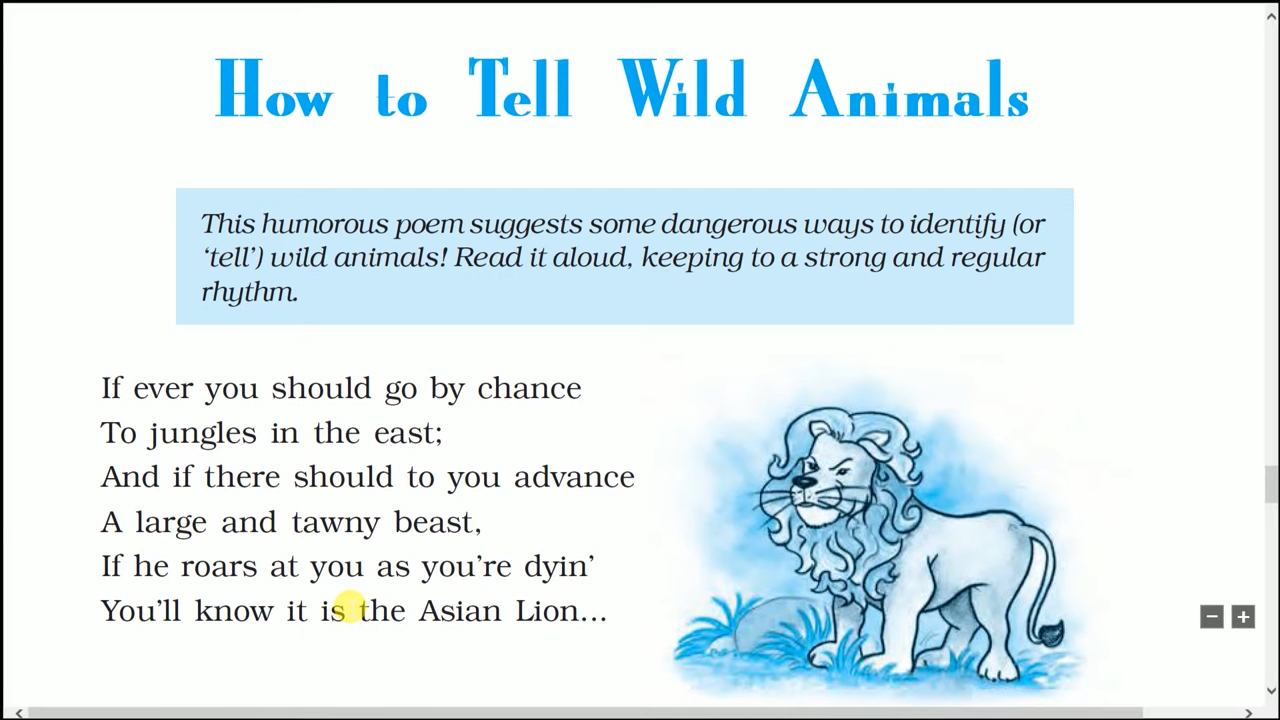 How to Tell Wild Animals
This humorous poem suggests some dangerous ways to identify (or
‘tell’) wild animals! Read it aloud, keeping to a strong and regular
rhythm.
If ever you should go by chance
To jungles in the east;
And if there should to you advance
A large and tawny beast,
If he roars at you as you’re dyin’
You’ll know it is the Asian Lion...